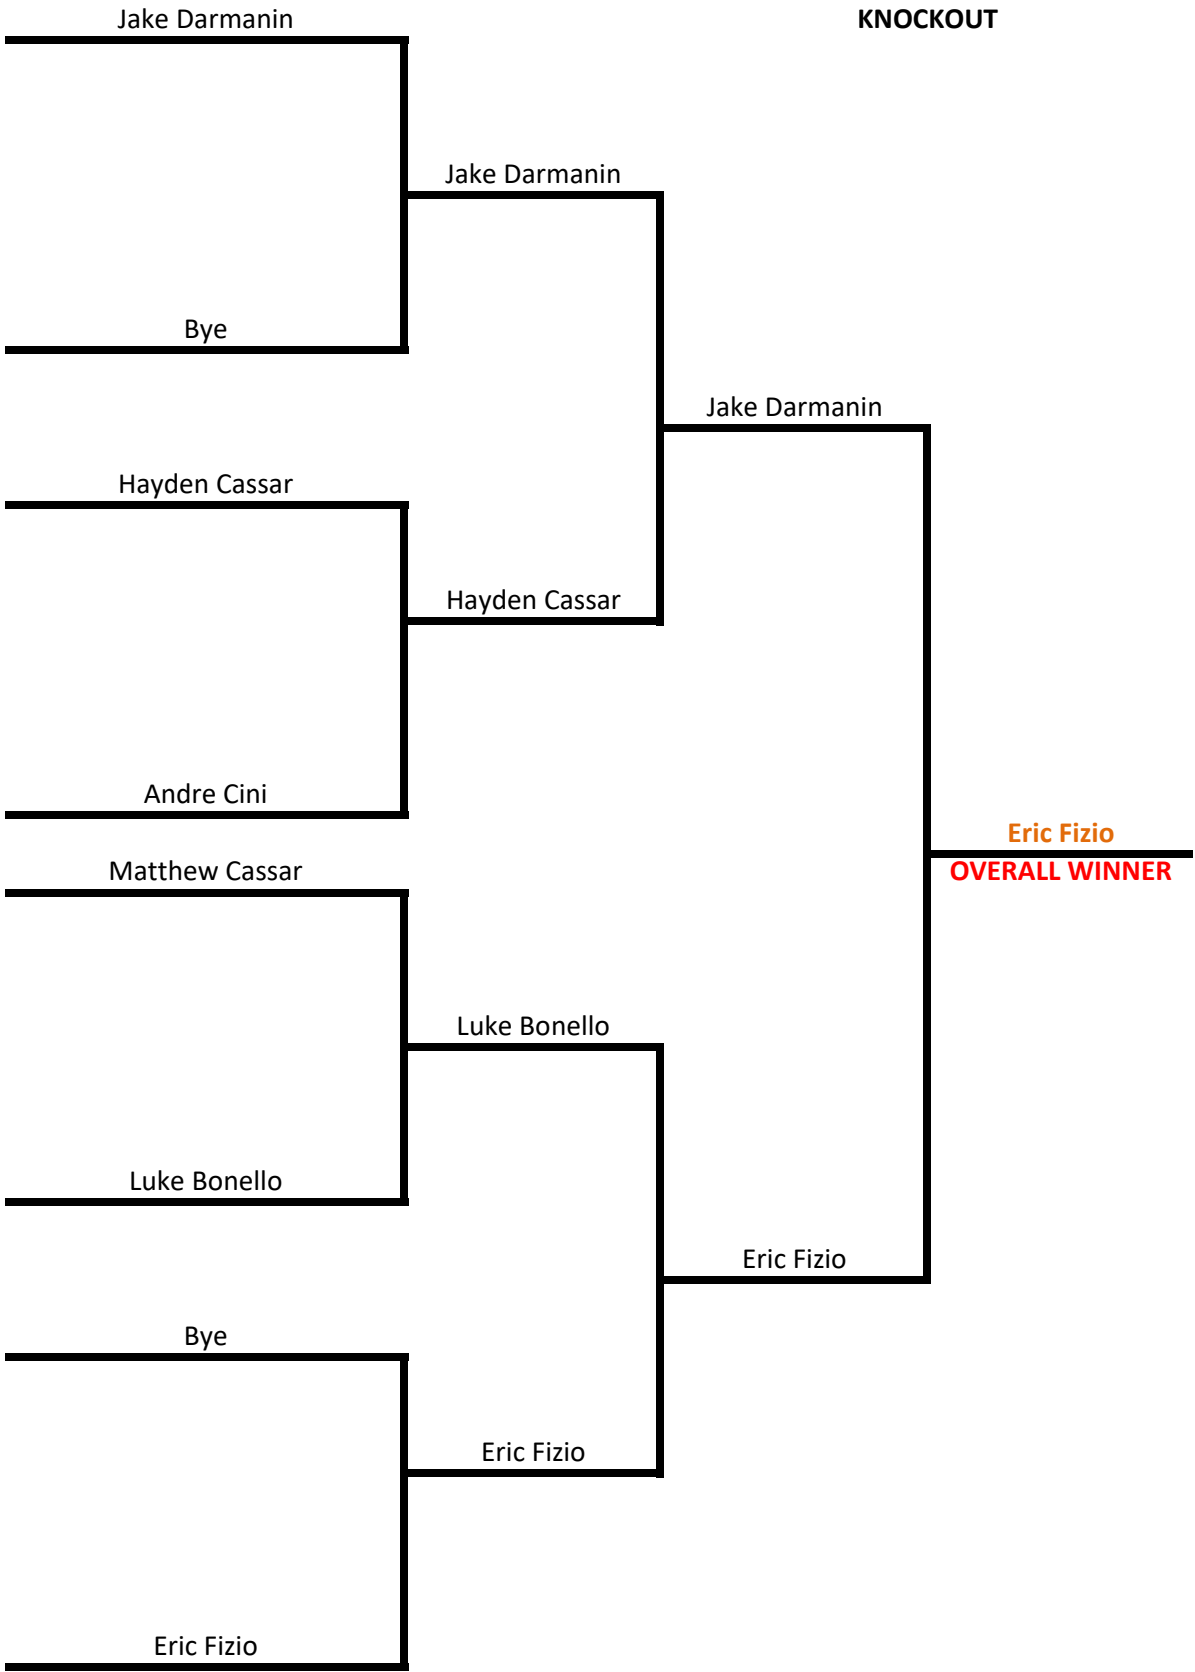 Jake Darmanin
KNOCKOUT
Jake Darmanin
Bye
Jake Darmanin
Hayden Cassar
Hayden Cassar
Andre Cini
Eric Fizio
OVERALL WINNER
Matthew Cassar
Luke Bonello
Luke Bonello
Eric Fizio
Bye
Eric Fizio
Eric Fizio